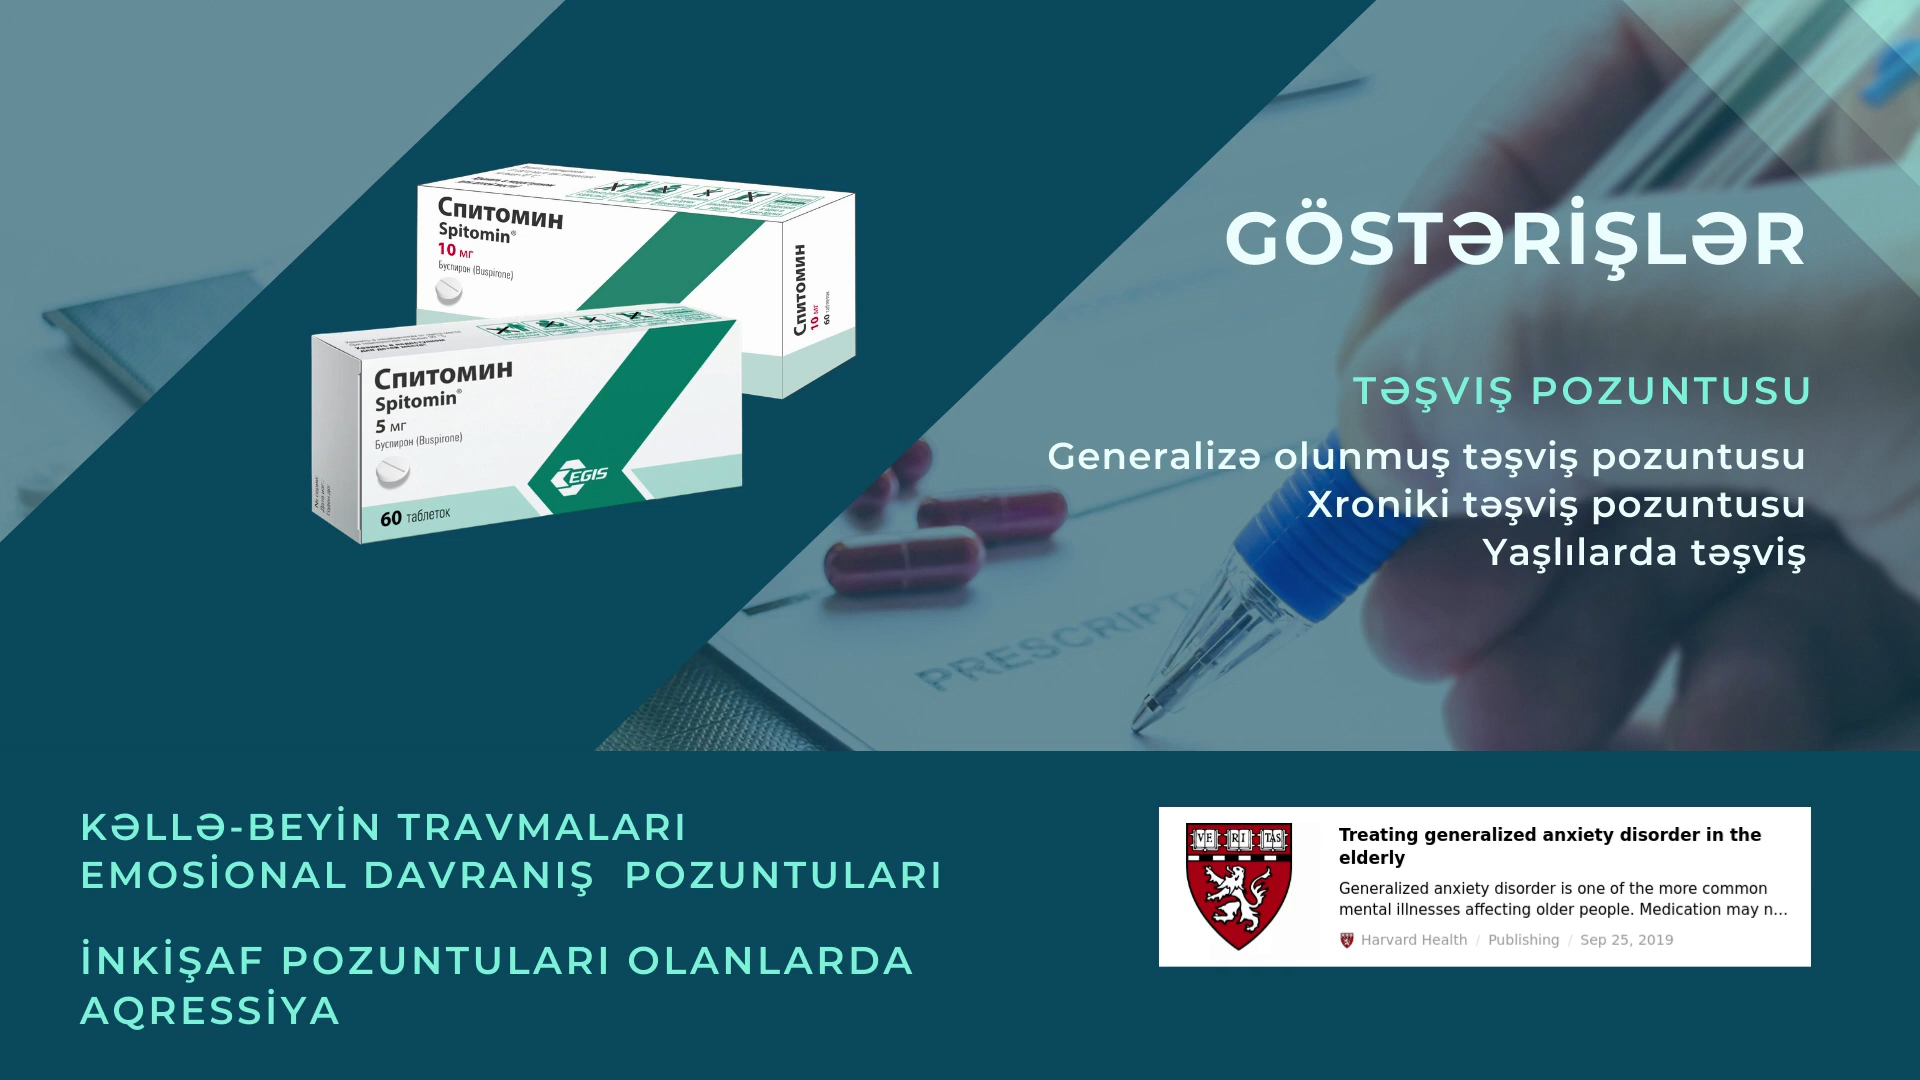 GÖSTƏRİŞLƏR
TƏŞVIŞ POZUNTUSU
Generalizə olunmuş təşviş pozuntusu
Xroniki təşviş pozuntusu
Yaşlılarda təşviş
Спитомин
Spitomin®
10 мг
Буспирон (Buspirone)
Спитомин
10 мг
60 таблеток
Спитомин
Spitomin®
5 мг
Буспирон (Buspirone)
EGIS
60 таблеток
PRESCRIPT
KƏLLƏ-BEYİN TRAVMALARI
EMOSİONAL DAVRANIŞ POZUNTULARI
İNKİŞAF POZUNTULARI OLANLARDA
AQRESSİYA
VE RI TAS
Treating generalized anxiety disorder in the
elderly
Generalized anxiety disorder is one of the more common
mental illnesses affecting older people. Medication may n...
Harvard Health / Publishing / Sep 25, 2019